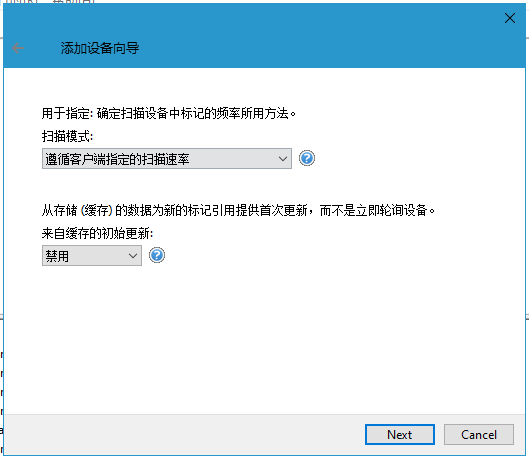 添加设备向导
用于指定: 确定扫描设备中标记的频率所用方法。
扫描模式:
遵循客户端指定的扫描速率
从存储 (缓存) 的数据为新的标记引用提供首次更新，而不是立即轮询设备。
来自缓存的初始更新:
禁用
Next Cancel